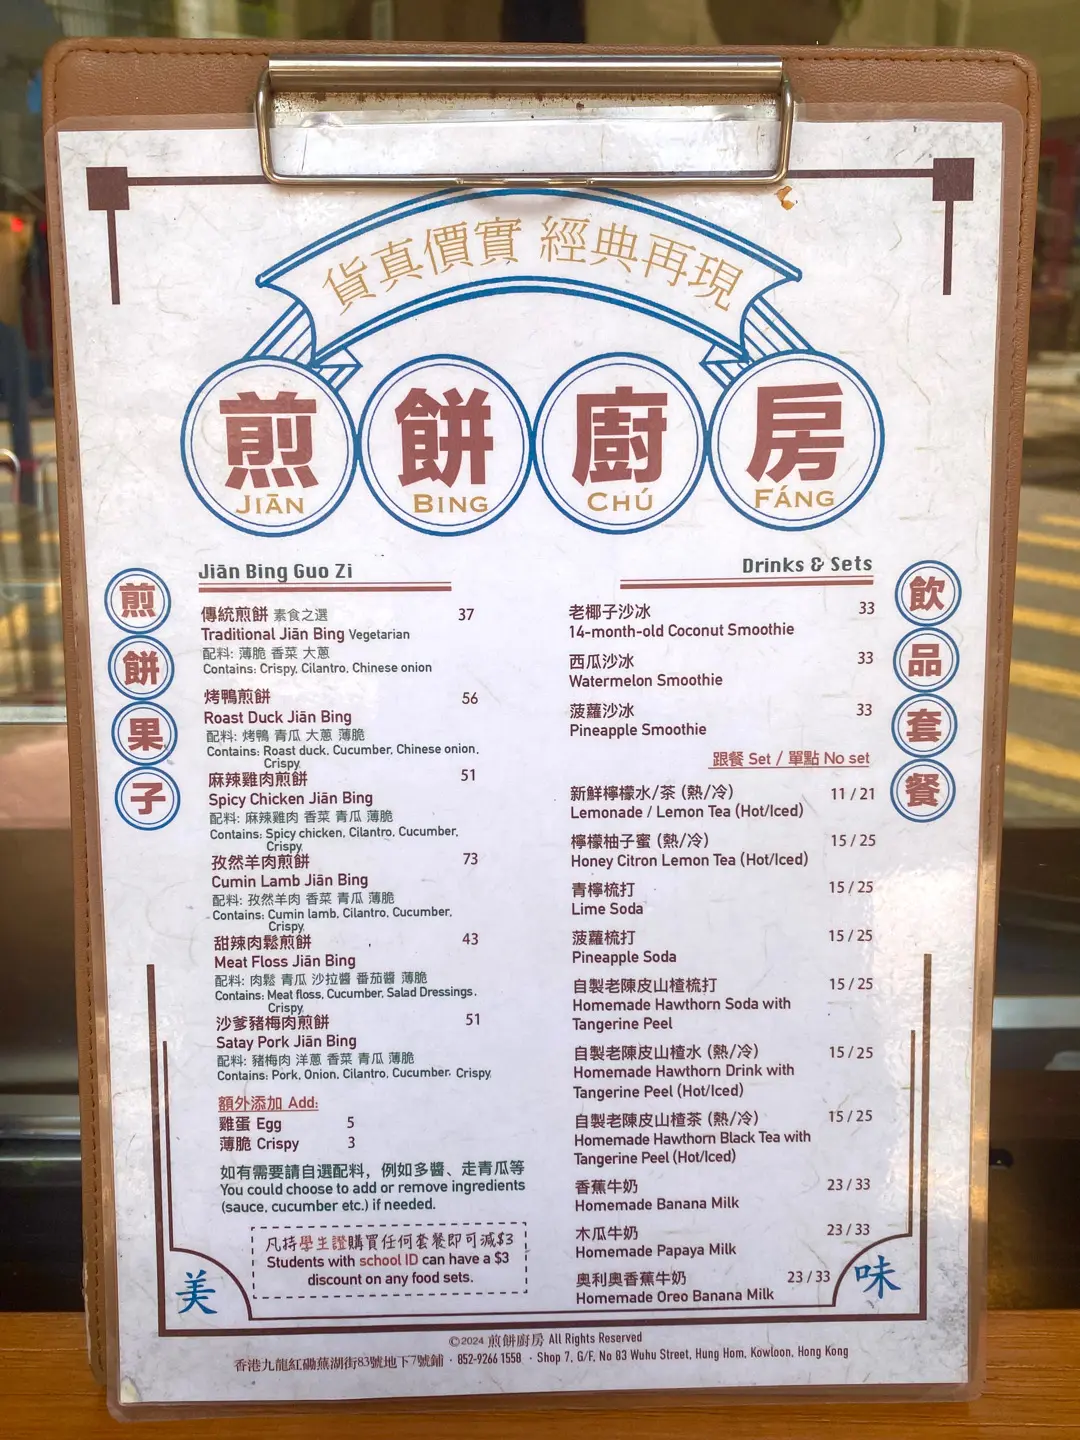 貨真價實 經典再現
煎 餅 廚 房
JIĀN BING CHÚ FÁNG
煎餅果子
Jiān Bing Guo Zi
傳統煎餅 素食之選 37
Traditional Jiān Bing Vegetarian
配料: 薄脆 香菜 大蔥
Contains: Crispy, Cilantro, Chinese onion
烤鴨煎餅 56
Roast Duck Jiān Bing
配料: 烤鴨 青瓜 大蔥 薄脆
Contains: Roast duck, Cucumber, Chinese onion,
Crispy
麻辣雞肉煎餅 51
Spicy Chicken Jiān Bing
配料: 麻辣雞肉 香菜 青瓜 薄脆
Contains: Spicy chicken, Cilantro, Cucumber,
Crispy
孜然羊肉煎餅 73
Cumin Lamb Jiān Bing
配料: 孜然羊肉 香菜 青瓜 薄脆
Contains: Cumin lamb, Cilantro, Cucumber,
Crispy
甜辣肉鬆煎餅 43
Meat Floss Jiān Bing
配料: 肉鬆 青瓜 沙拉醬 番茄醬 薄脆
Contains: Meat floss, Cucumber, Salad Dressings,
Crispy
沙爹豬梅肉煎餅 51
Satay Pork Jiān Bing
配料: 豬梅肉 洋蔥 香菜 青瓜 薄脆
Contains: Pork, Onion, Cilantro, Cucumber, Crispy
額外添加 Add:
雞蛋 Egg 5
薄脆 Crispy 3
如有需要請自選配料，例如多醬、走青瓜等
You could choose to add or remove ingredients
(sauce, cucumber etc.) if needed.
凡持學生證購買任何套餐即可減$3
Students with school ID can have a $3
discount on any food sets.
飲品套餐
Drinks & Sets
老椰子沙冰 33
14-month-old Coconut Smoothie
西瓜沙冰 33
Watermelon Smoothie
菠蘿沙冰 33
Pineapple Smoothie
跟餐 Set / 單點 No set
新鮮檸檬水/茶 (熱/冷) 11 / 21
Lemonade / Lemon Tea (Hot/Iced)
檸檬柚子蜜 (熱/冷) 15 / 25
Honey Citron Lemon Tea (Hot/Iced)
青檸梳打 15 / 25
Lime Soda
菠蘿梳打 15 / 25
Pineapple Soda
自製老陳皮山楂梳打 15 / 25
Homemade Hawthorn Soda with
Tangerine Peel
自製老陳皮山楂水 (熱/冷) 15 / 25
Homemade Hawthorn Drink with
Tangerine Peel (Hot/Iced)
自製老陳皮山楂茶 (熱/冷) 15 / 25
Homemade Hawthorn Black Tea with
Tangerine Peel (Hot/Iced)
香蕉牛奶 23 / 33
Homemade Banana Milk
木瓜牛奶 23 / 33
Homemade Papaya Milk
奧利奧香蕉牛奶 23 / 33
Homemade Oreo Banana Milk
美 味
©2024 煎餅廚房 All Rights Reserved
香港九龍紅磡蕪湖街83號地下7號鋪 · 852-9266 1558 · Shop 7, G/F, No 83 Wuhu Street, Hung Hom, Kowloon, Hong Kong